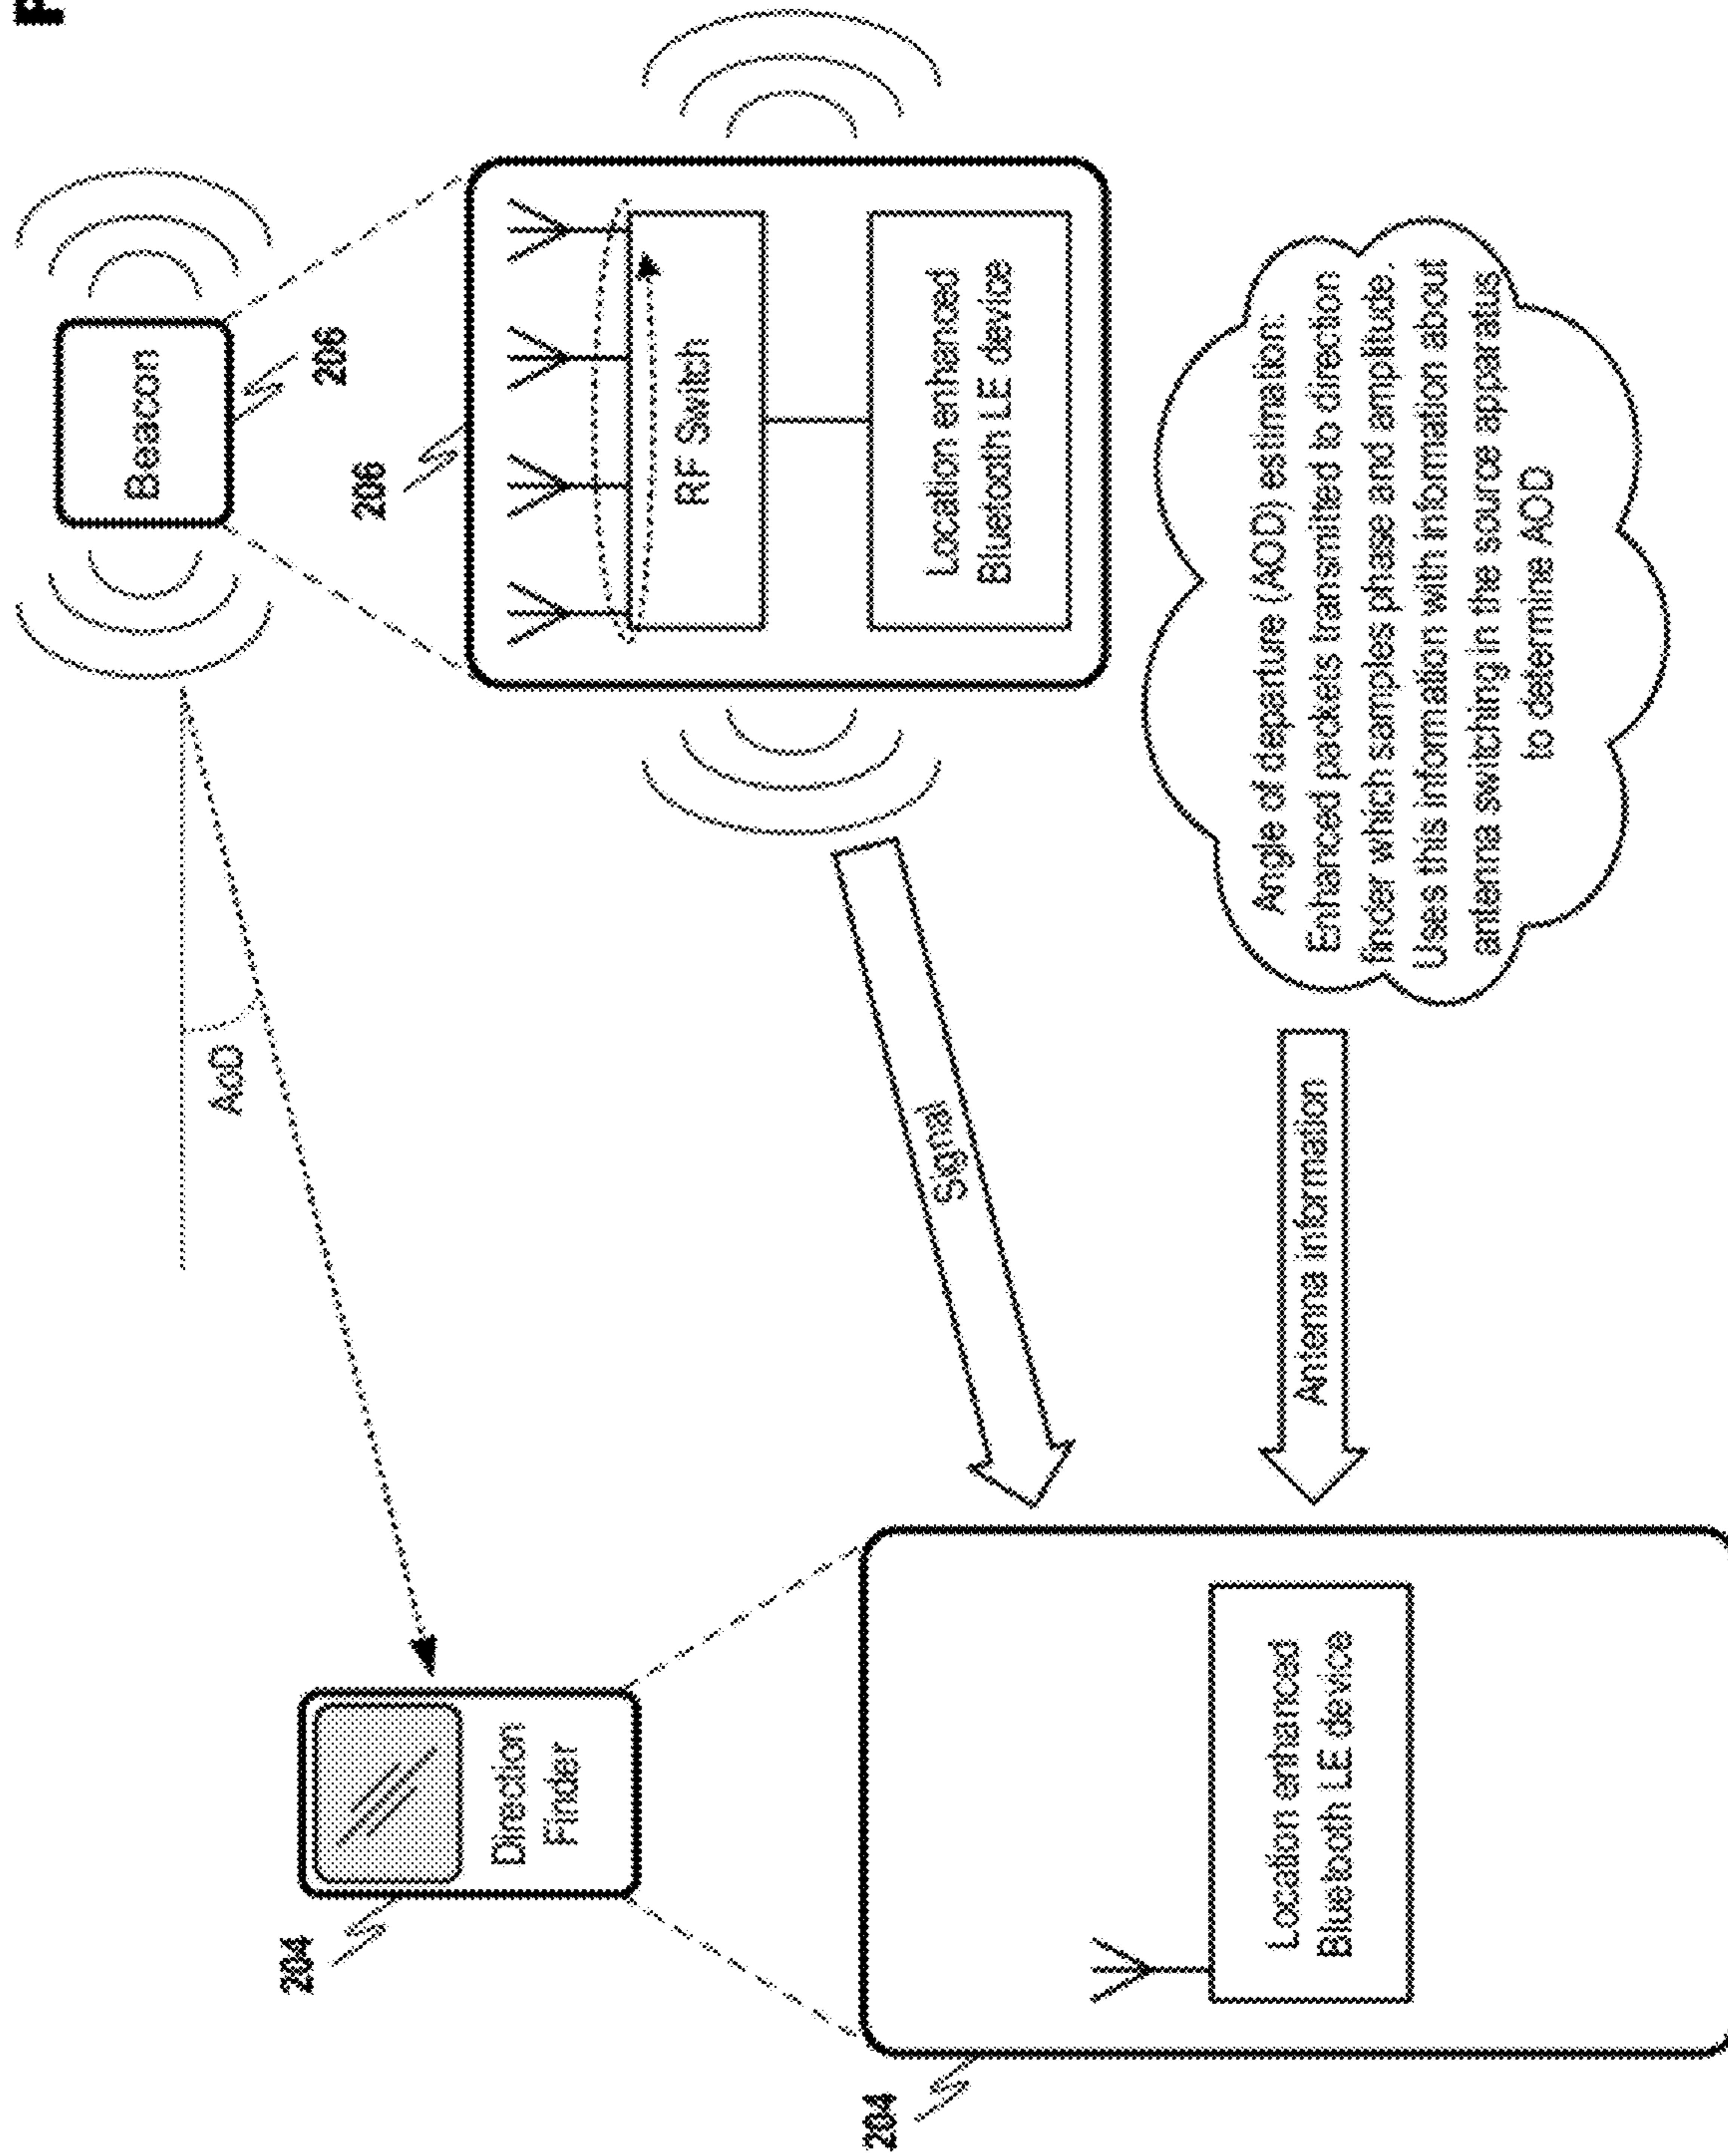 F
Beacon
206
AoD
Direction
Finder
204
206
RF Switch
Location enhanced
Bluetooth LE device
Signal
204
Location enhanced
Bluetooth LE device
Antenna information
Angle of departure (AOD) estimation:
Enhanced packets transmitted to direction
finder which samples phase and amplitude.
Uses this information with information about
antenna switching in the source apparatus
to determine AOD